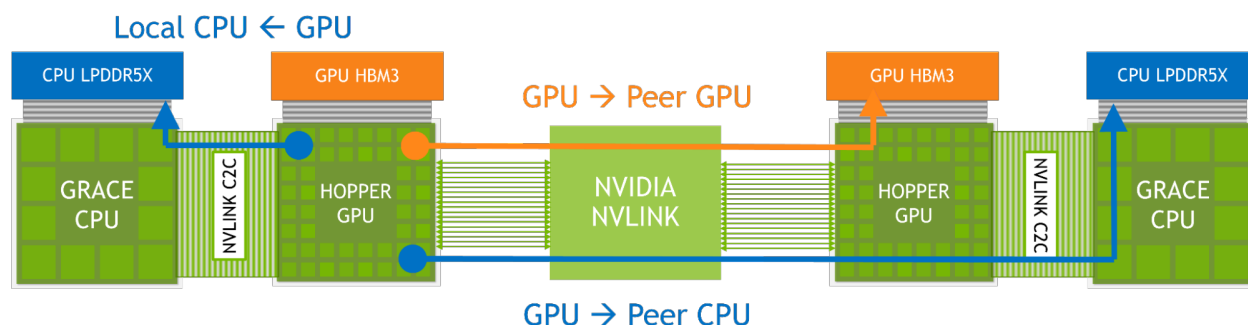 Local CPU ← GPU
CPU LPDDR5X
GPU HBM3
GPU HBM3
CPU LPDDR5X
GPU → Peer GPU
GRACE
CPU
NVLINK C2C
HOPPER
GPU
NVIDIA
NVLINK
HOPPER
GPU
NVLINK C2C
GRACE
CPU
GPU → Peer CPU